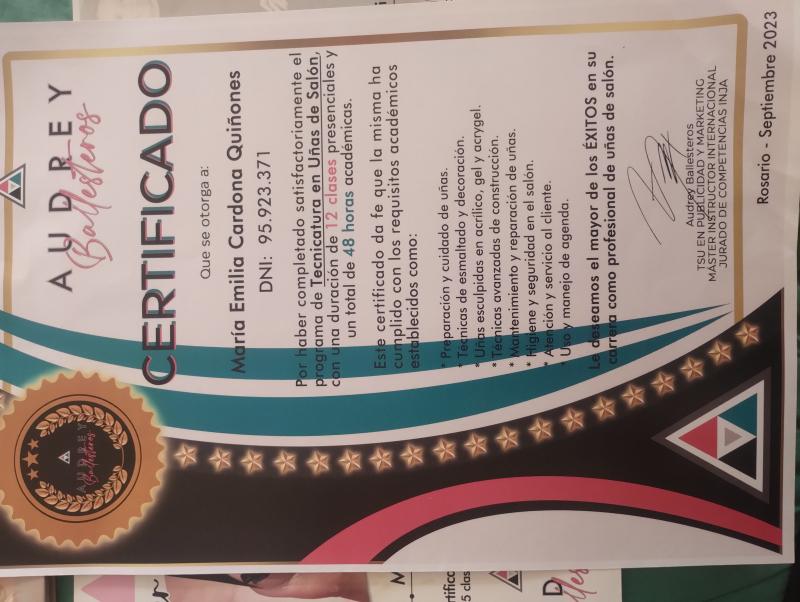 AUDREY
Ballesteros
CERTIFICADO
Que se otorga a:
María Emilia Cardona Quiñones
DNI: 95.923.371
Por haber completado satisfactoriamente el
programa de Tecnicatura en Uñas de Salón,
con una duración de 12 clases presenciales y
un total de 48 horas académicas.
Este certificado da fe que la misma ha
cumplido con los requisitos académicos
establecidos como:
* Preparación y cuidado de uñas.
* Técnicas de esmaltado y decoración.
* Uñas esculpidas en acrílico, gel y acrygel.
* Técnicas avanzadas de construcción.
* Mantenimiento y reparación de uñas.
* Higiene y seguridad en el salón.
* Atención y servicio al cliente.
* Uso y manejo de agenda.
Le deseamos el mayor de los ÉXITOS en su
carrera como profesional de uñas de salón.
Audrey Ballesteros
TSU EN PUBLICIDAD Y MARKETING
MÁSTER INSTRUCTOR INTERNACIONAL
JURADO DE COMPETENCIAS INJA
Rosario - Septiembre 2023
AUDREY
Ballesteros